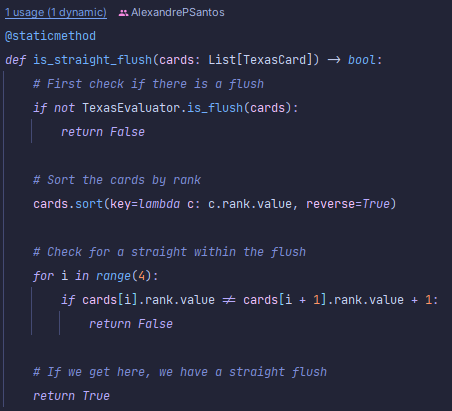 1 usage (1 dynamic) AlexandrePSantos
@staticmethod
def is_straight_flush(cards: List[TexasCard]) → bool:
# First check if there is a flush
if not TexasEvaluator.is_flush(cards):
return False
# Sort the cards by rank
cards.sort(key=lambda c: c.rank.value, reverse=True)
# Check for a straight within the flush
for i in range(4):
if cards[i].rank.value ≠ cards[i + 1].rank.value + 1:
return False
# If we get here, we have a straight flush
return True